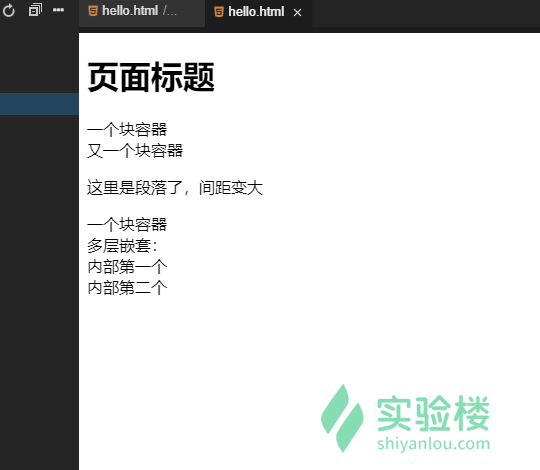 hello.html /...
hello.html
页面标题
一个块容器
又一个块容器
这里是段落了，间距变大
一个块容器
多层嵌套：
内部第一个
内部第二个
实验楼
shiyanlou.com